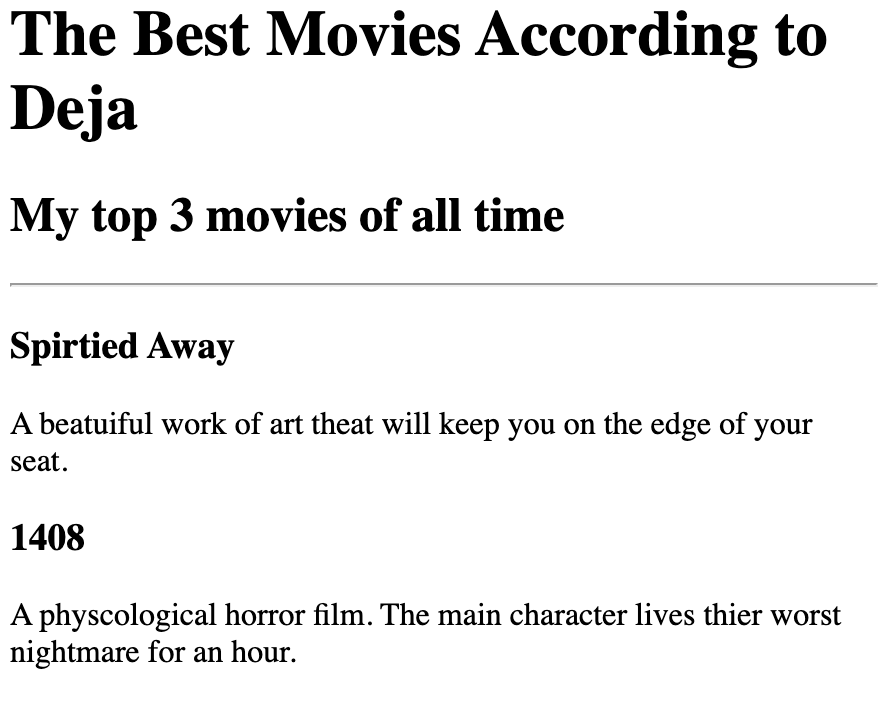 The Best Movies According to
Deja
My top 3 movies of all time
Spirtied Away
A beatuiful work of art theat will keep you on the edge of your
seat.
1408
A physcological horror film. The main character lives thier worst
nightmare for an hour.